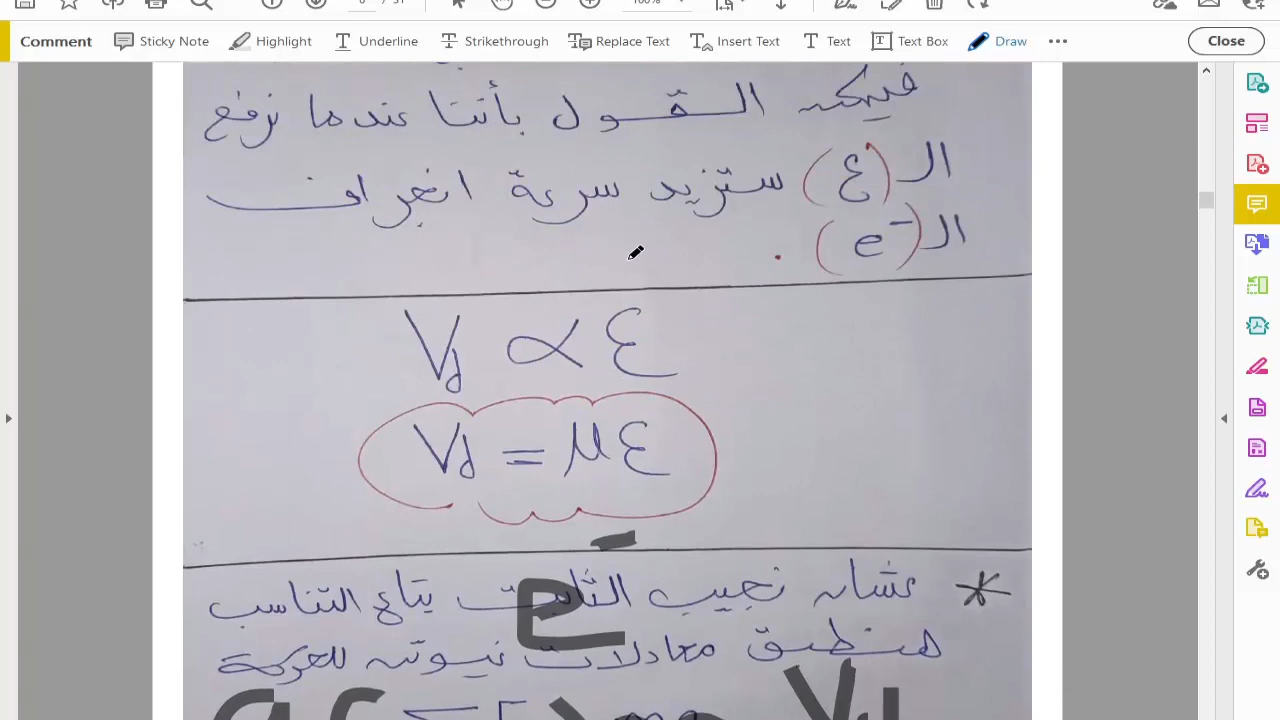 Comment Sticky Note Highlight Underline Strikethrough Replace Text Insert Text Text Text Box Draw Close
فيمكن القول بأننا عندما نرفع
الـ (ε) ستزيد سرعة انجراف
الـ (e⁻) .
Vd ∝ ε
Vd = με
* عشان نجيب الثابت بتاع التناسب
هنطبق معادلات نيوتن للحركة